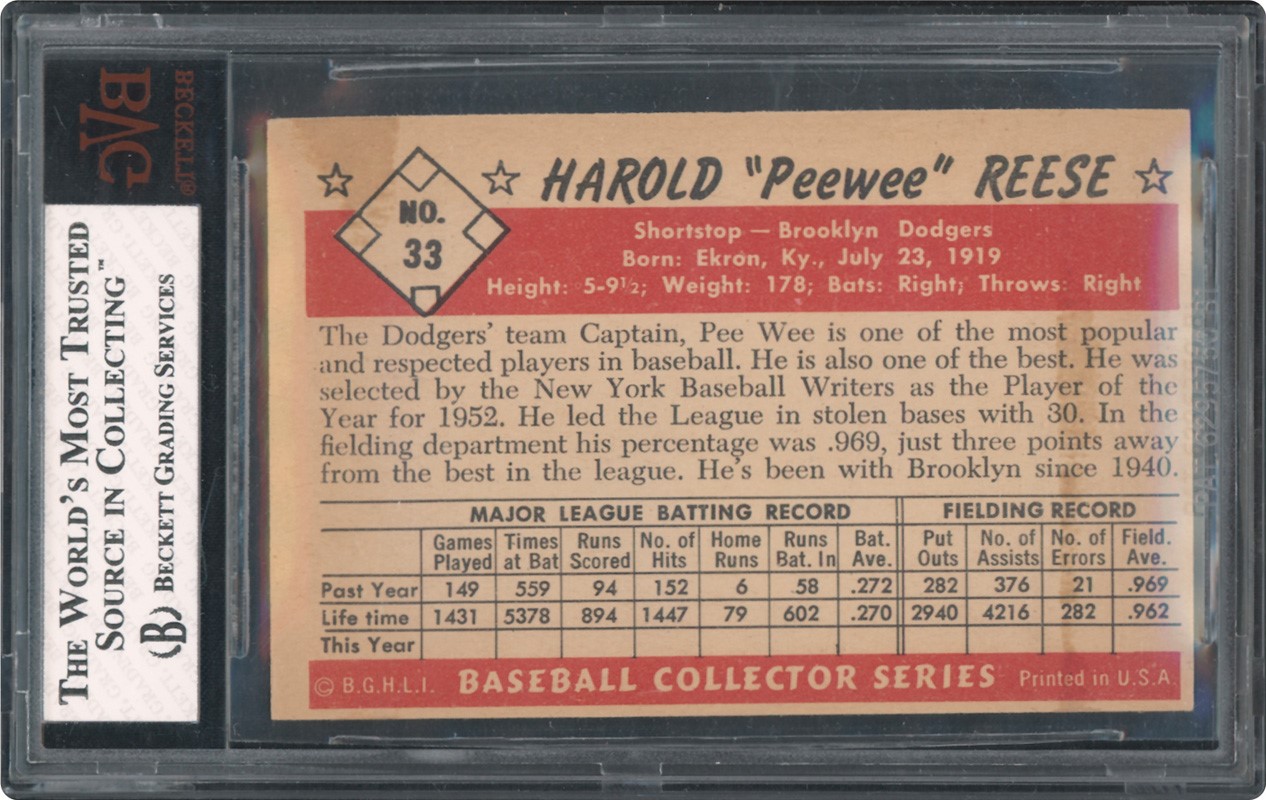 BECKETT®
BVG
THE WORLD'S MOST TRUSTED
SOURCE IN COLLECTING™
(B) BECKETT GRADING SERVICES
HAROLD "Peewee" REESE
NO.
33
Shortstop — Brooklyn Dodgers
Born: Ekron, Ky., July 23, 1919
Height: 5-9½; Weight: 178; Bats: Right; Throws: Right
The Dodgers' team Captain, Pee Wee is one of the most popular
and respected players in baseball. He is also one of the best. He was
selected by the New York Baseball Writers as the Player of the
Year for 1952. He led the League in stolen bases with 30. In the
fielding department his percentage was .969, just three points away
from the best in the league. He's been with Brooklyn since 1940.
MAJOR LEAGUE BATTING RECORD FIELDING RECORD
Games Times Runs No. of Home Runs Bat. Put No. of No. of Field.
Played at Bat Scored Hits Runs Bat. In Ave. Outs Assists Errors Ave.
Past Year 149 559 94 152 6 58 .272 282 376 21 .969
Life time 1431 5378 894 1447 79 602 .270 2940 4216 282 .962
This Year
© B.G.H.L.I. BASEBALL COLLECTOR SERIES Printed in U.S.A.